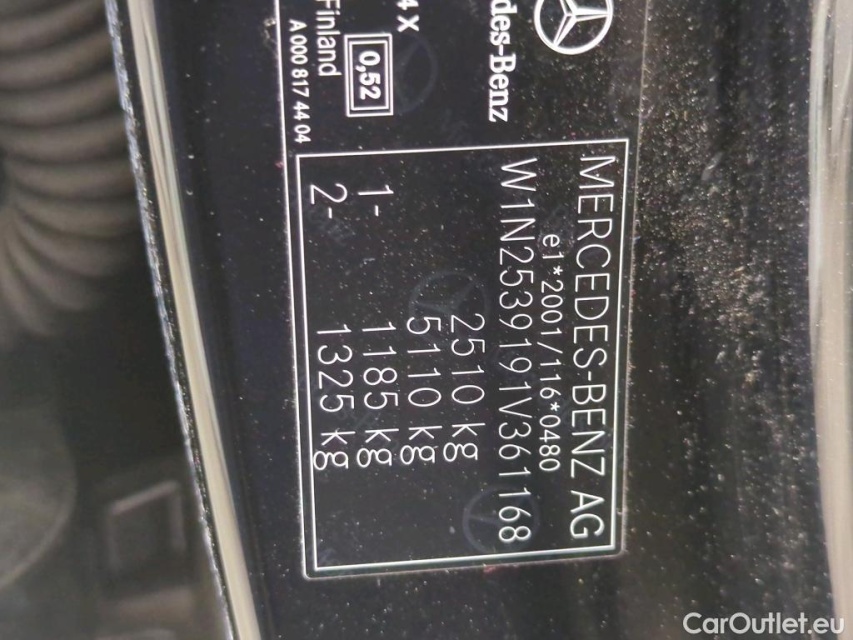 des-Benz
4 X
0,52
Finland
A 000 817 44 04
MERCEDES-BENZ AG
e1*2001/116*0480
W1N2539191V361168
2510 kg
5110 kg
1- 1185 kg
2- 1325 kg
CarOutlet.eu